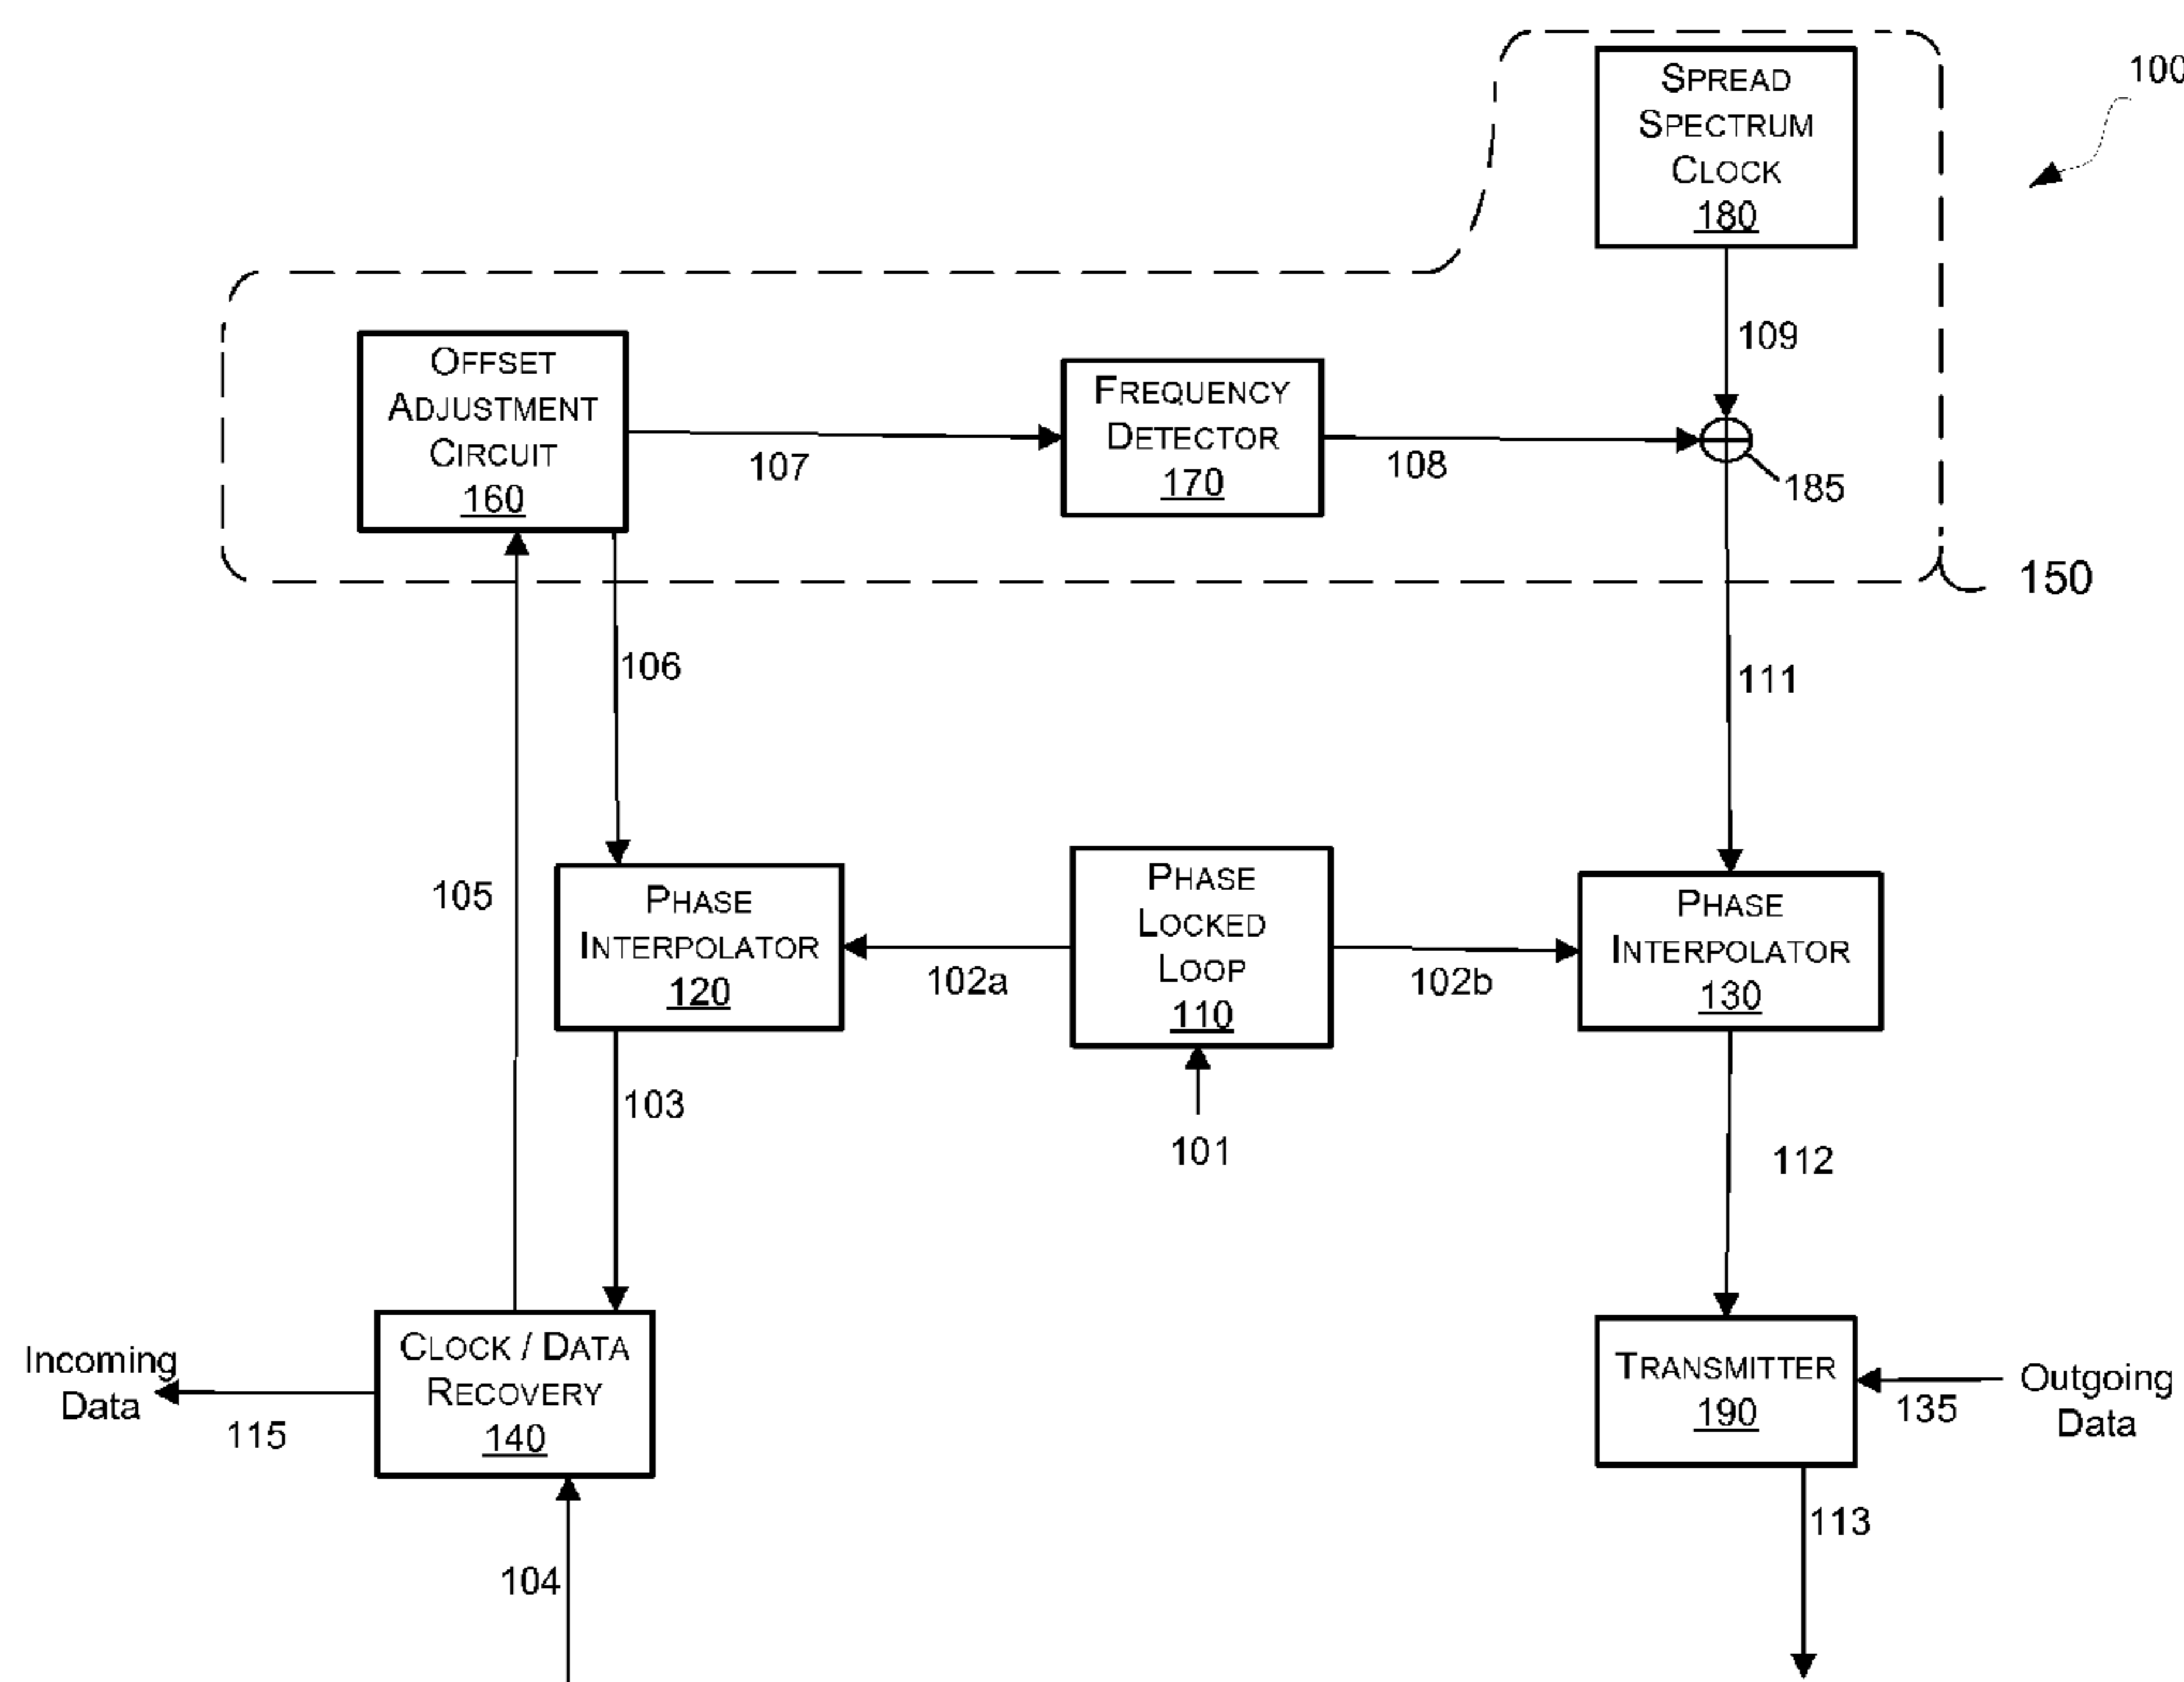 100
SPREAD
SPECTRUM
CLOCK
180
109
OFFSET
ADJUSTMENT
CIRCUIT
160
107
FREQUENCY
DETECTOR
170
108
185
150
106
111
105
PHASE
INTERPOLATOR
120
102a
PHASE
LOCKED
LOOP
110
102b
PHASE
INTERPOLATOR
130
103
101
112
Incoming
Data
115
CLOCK / DATA
RECOVERY
140
TRANSMITTER
190
135
Outgoing
Data
104
113